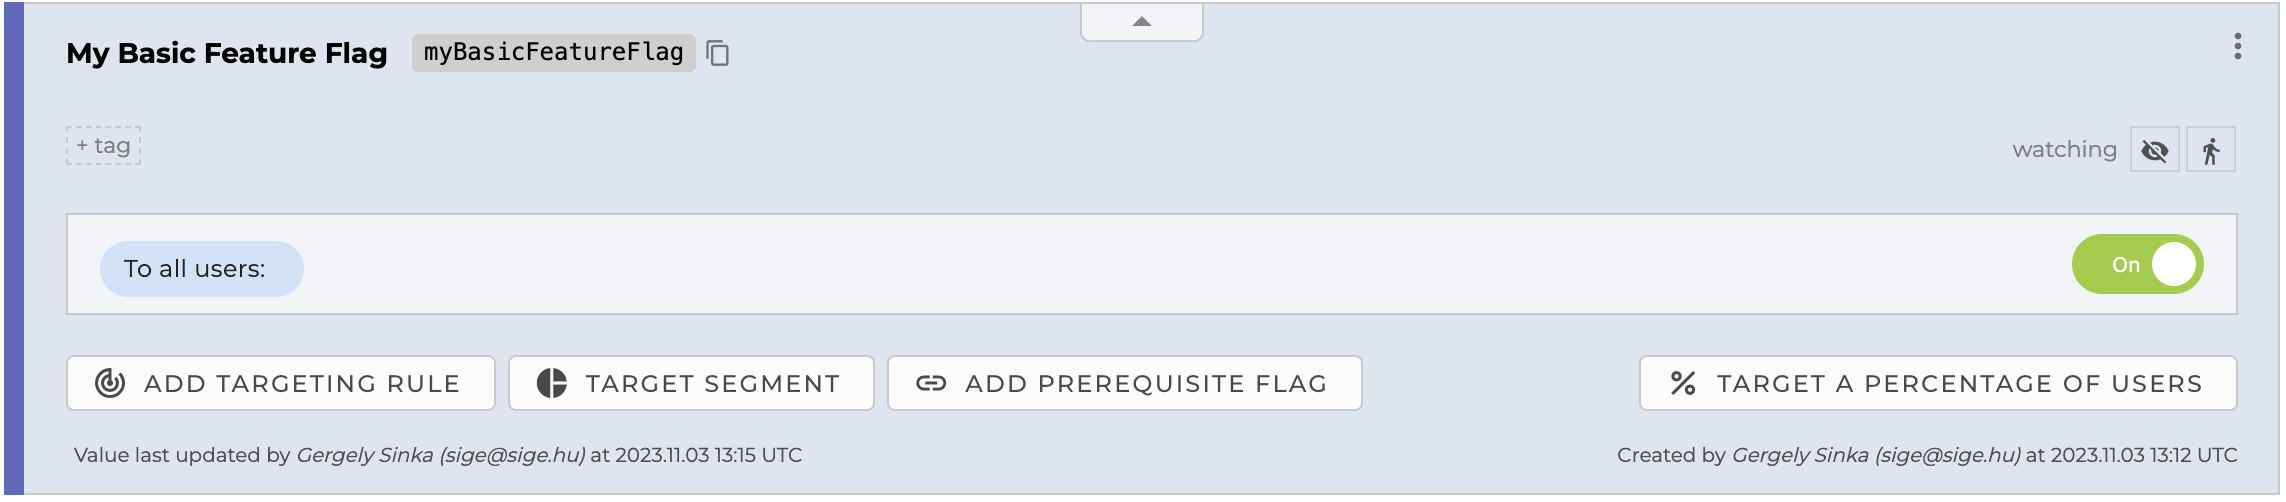 My Basic Feature Flag myBasicFeatureFlag
+ tag
watching
To all users:
On
ADD TARGETING RULE
TARGET SEGMENT
ADD PREREQUISITE FLAG
TARGET A PERCENTAGE OF USERS
Value last updated by Gergely Sinka (sige@sige.hu) at 2023.11.03 13:15 UTC
Created by Gergely Sinka (sige@sige.hu) at 2023.11.03 13:12 UTC